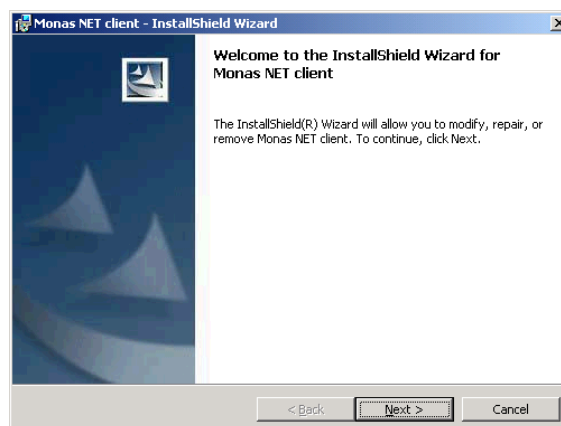 Monas NET client - InstallShield Wizard
Welcome to the InstallShield Wizard for
Monas NET client
The InstallShield(R) Wizard will allow you to modify, repair, or
remove Monas NET client. To continue, click Next.
< Back
Next >
Cancel